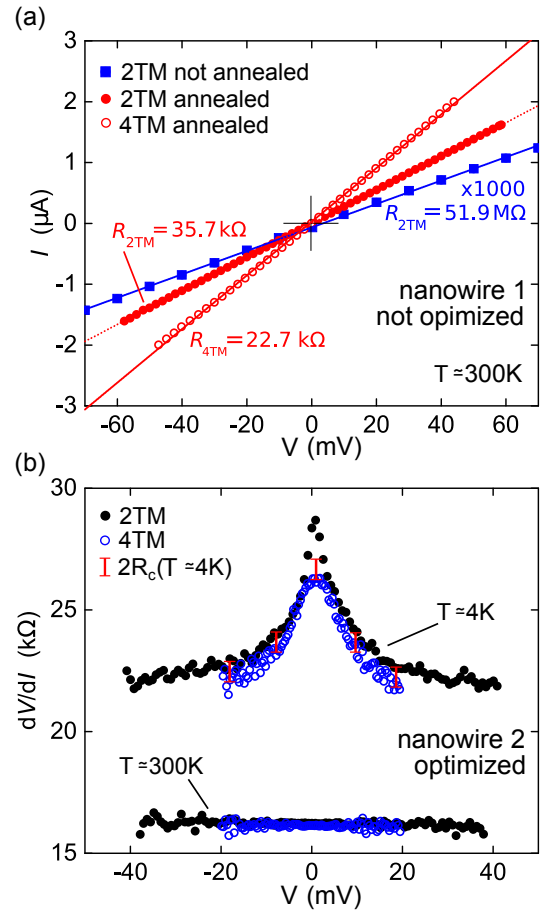 (a)
3
2
1
0
-1
-2
-3
I (µA)
2TM not annealed
2TM annealed
4TM annealed
x1000
R2TM = 51.9 MΩ
R2TM = 35.7 kΩ
R4TM = 22.7 kΩ
nanowire 1
not opimized
T ≃300K
-60 -40 -20 0 20 40 60
V (mV)
(b)
30
26
22
18
15
dV/dI (kΩ)
2TM
4TM
2Rc(T ≃4K)
T ≃4K
nanowire 2
optimized
T ≃300K
-40 -20 0 20 40
V (mV)